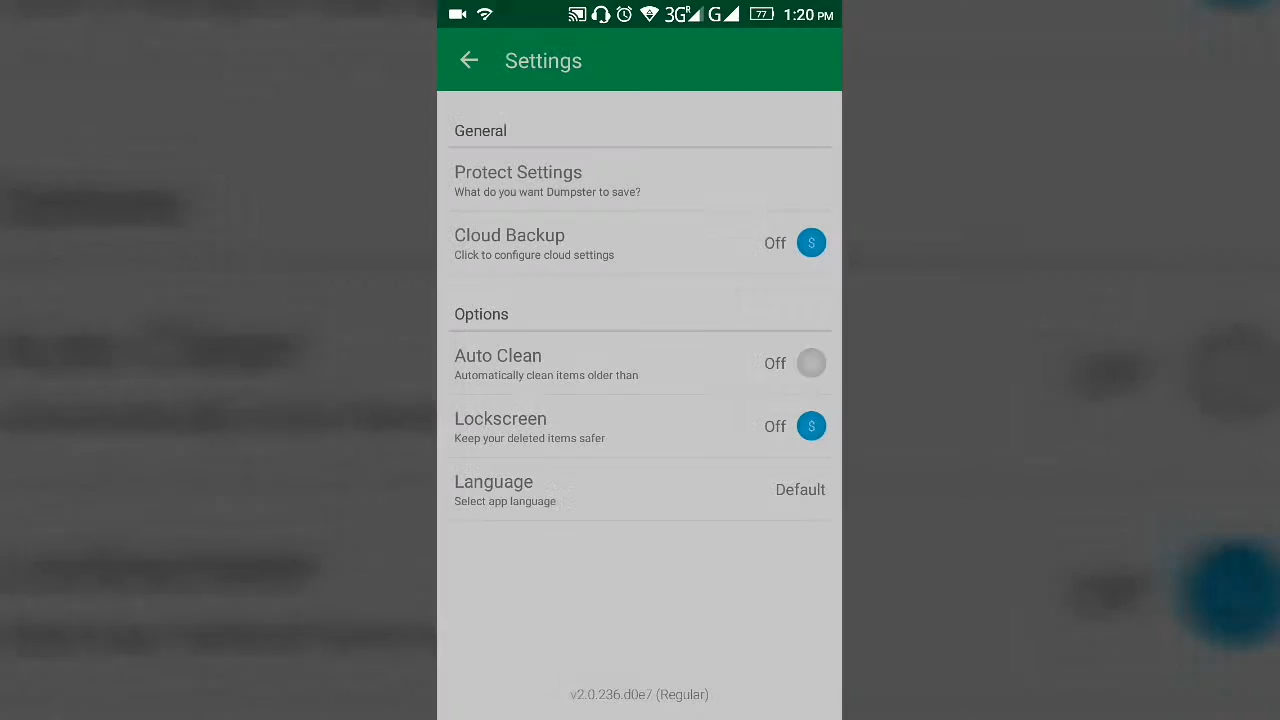 3G R G 77 1:20 PM
Settings
General
Protect Settings
What do you want Dumpster to save?
Cloud Backup
Click to configure cloud settings
Off $
Options
Auto Clean
Automatically clean items older than
Off
Lockscreen
Keep your deleted items safer
Off $
Language
Select app language
Default
v2.0.236.d0e7 (Regular)